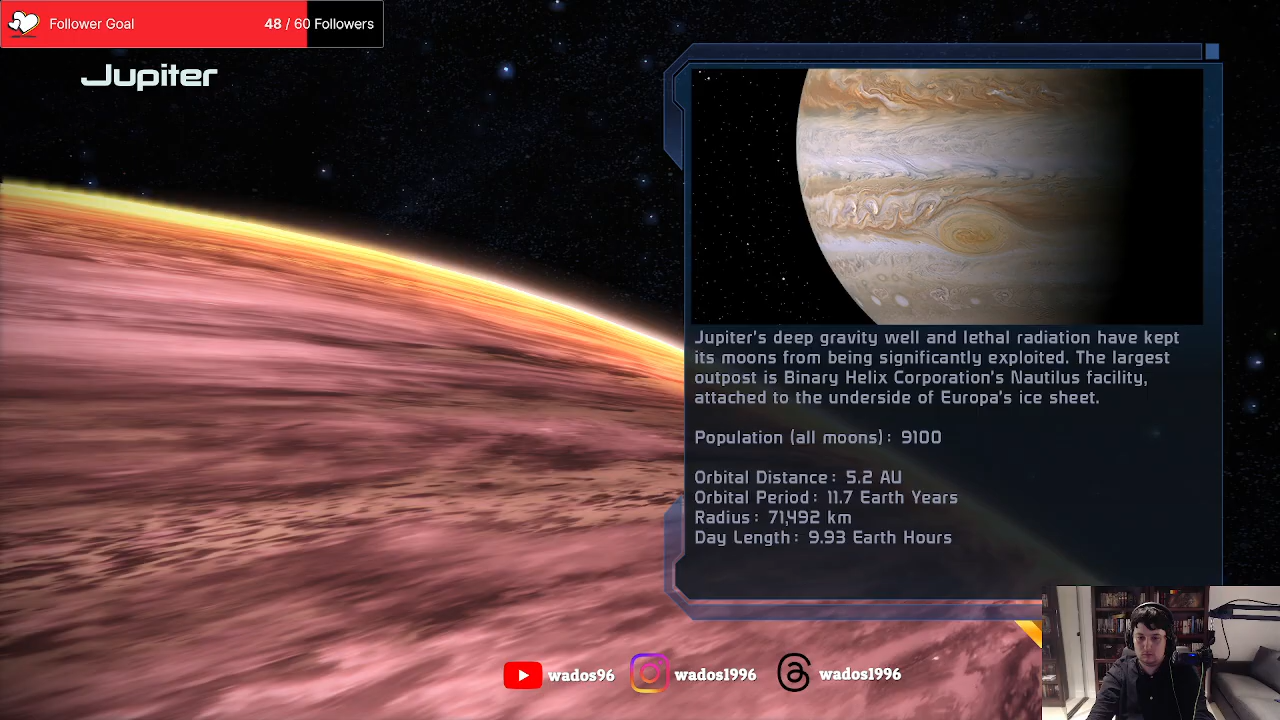 Follower Goal
48 / 60 Followers
Jupiter
Jupiter's deep gravity well and lethal radiation have kept
its moons from being significantly exploited. The largest
outpost is Binary Helix Corporation's Nautilus facility,
attached to the underside of Europa's ice sheet.
Population (all moons): 9100
Orbital Distance: 5.2 AU
Orbital Period: 11.7 Earth Years
Radius: 71,492 km
Day Length: 9.93 Earth Hours
wados96
wados1996
wados1996